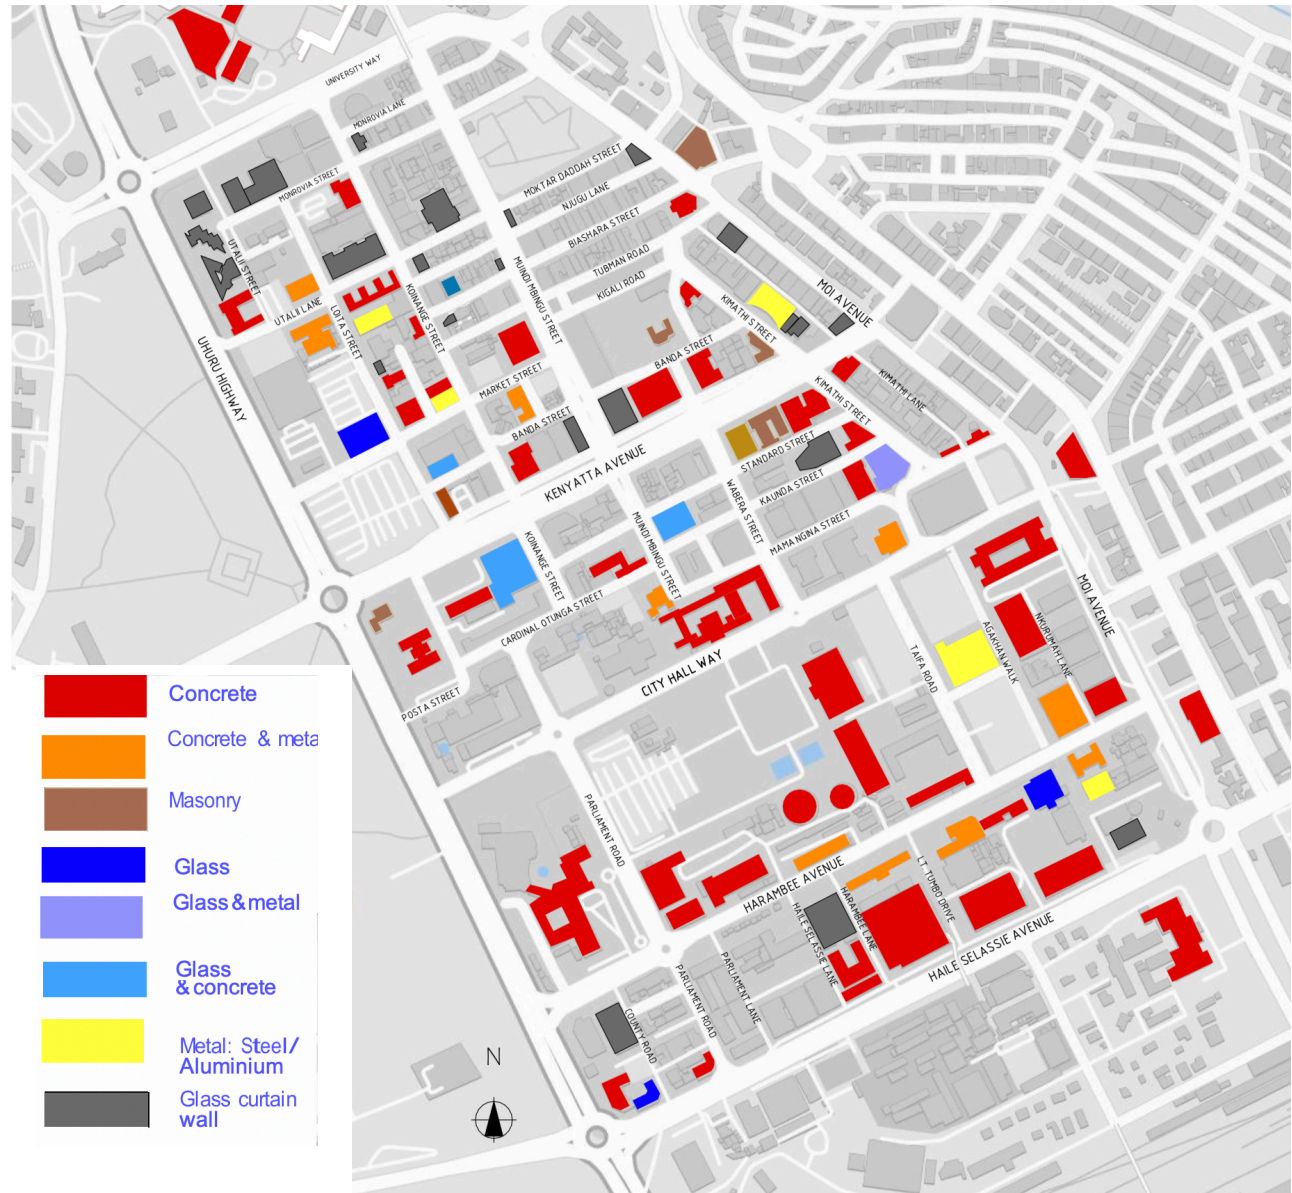 UNIVERSITY WAY
MONROVIA LANE
MONROVIA STREET
MOKTAR DADDAH STREET
NJUGU LANE
BIASHARA STREET
TUBMAN ROAD
KIGALI ROAD
UTALII STREET
UTALII LANE
LOITA STREET
KOINANGE STREET
MUINDI MBINGU STREET
MOI AVENUE
KIMATHI STREET
BANDA STREET
MARKET STREET
BANDA STREET
UHURU HIGHWAY
KIMATHI STREET
KIMATHI LANE
STANDARD STREET
KENYATTA AVENUE
KAUNDA STREET
WABERA STREET
MAMA NGINA STREET
MUINDI MBINGU STREET
KOINANGE STREET
CARDINAL OTUNGA STREET
CITY HALL WAY
TAIFA ROAD
AGAKHAN WALK
NKURUMAH LANE
MOI AVENUE
POSTA STREET
PARLIAMENT ROAD
HARAMBEE AVENUE
HARAMBEE LANE
LT. TUMBO DRIVE
HAILE SELASSIE LANE
HAILE SELASSIE AVENUE
PARLIAMENT ROAD
PARLIAMENT LANE
COUNTY ROAD
N
Concrete
Concrete & meta
Masonry
Glass
Glass & metal
Glass
& concrete
Metal: Steel/
Aluminium
Glass curtain
wall